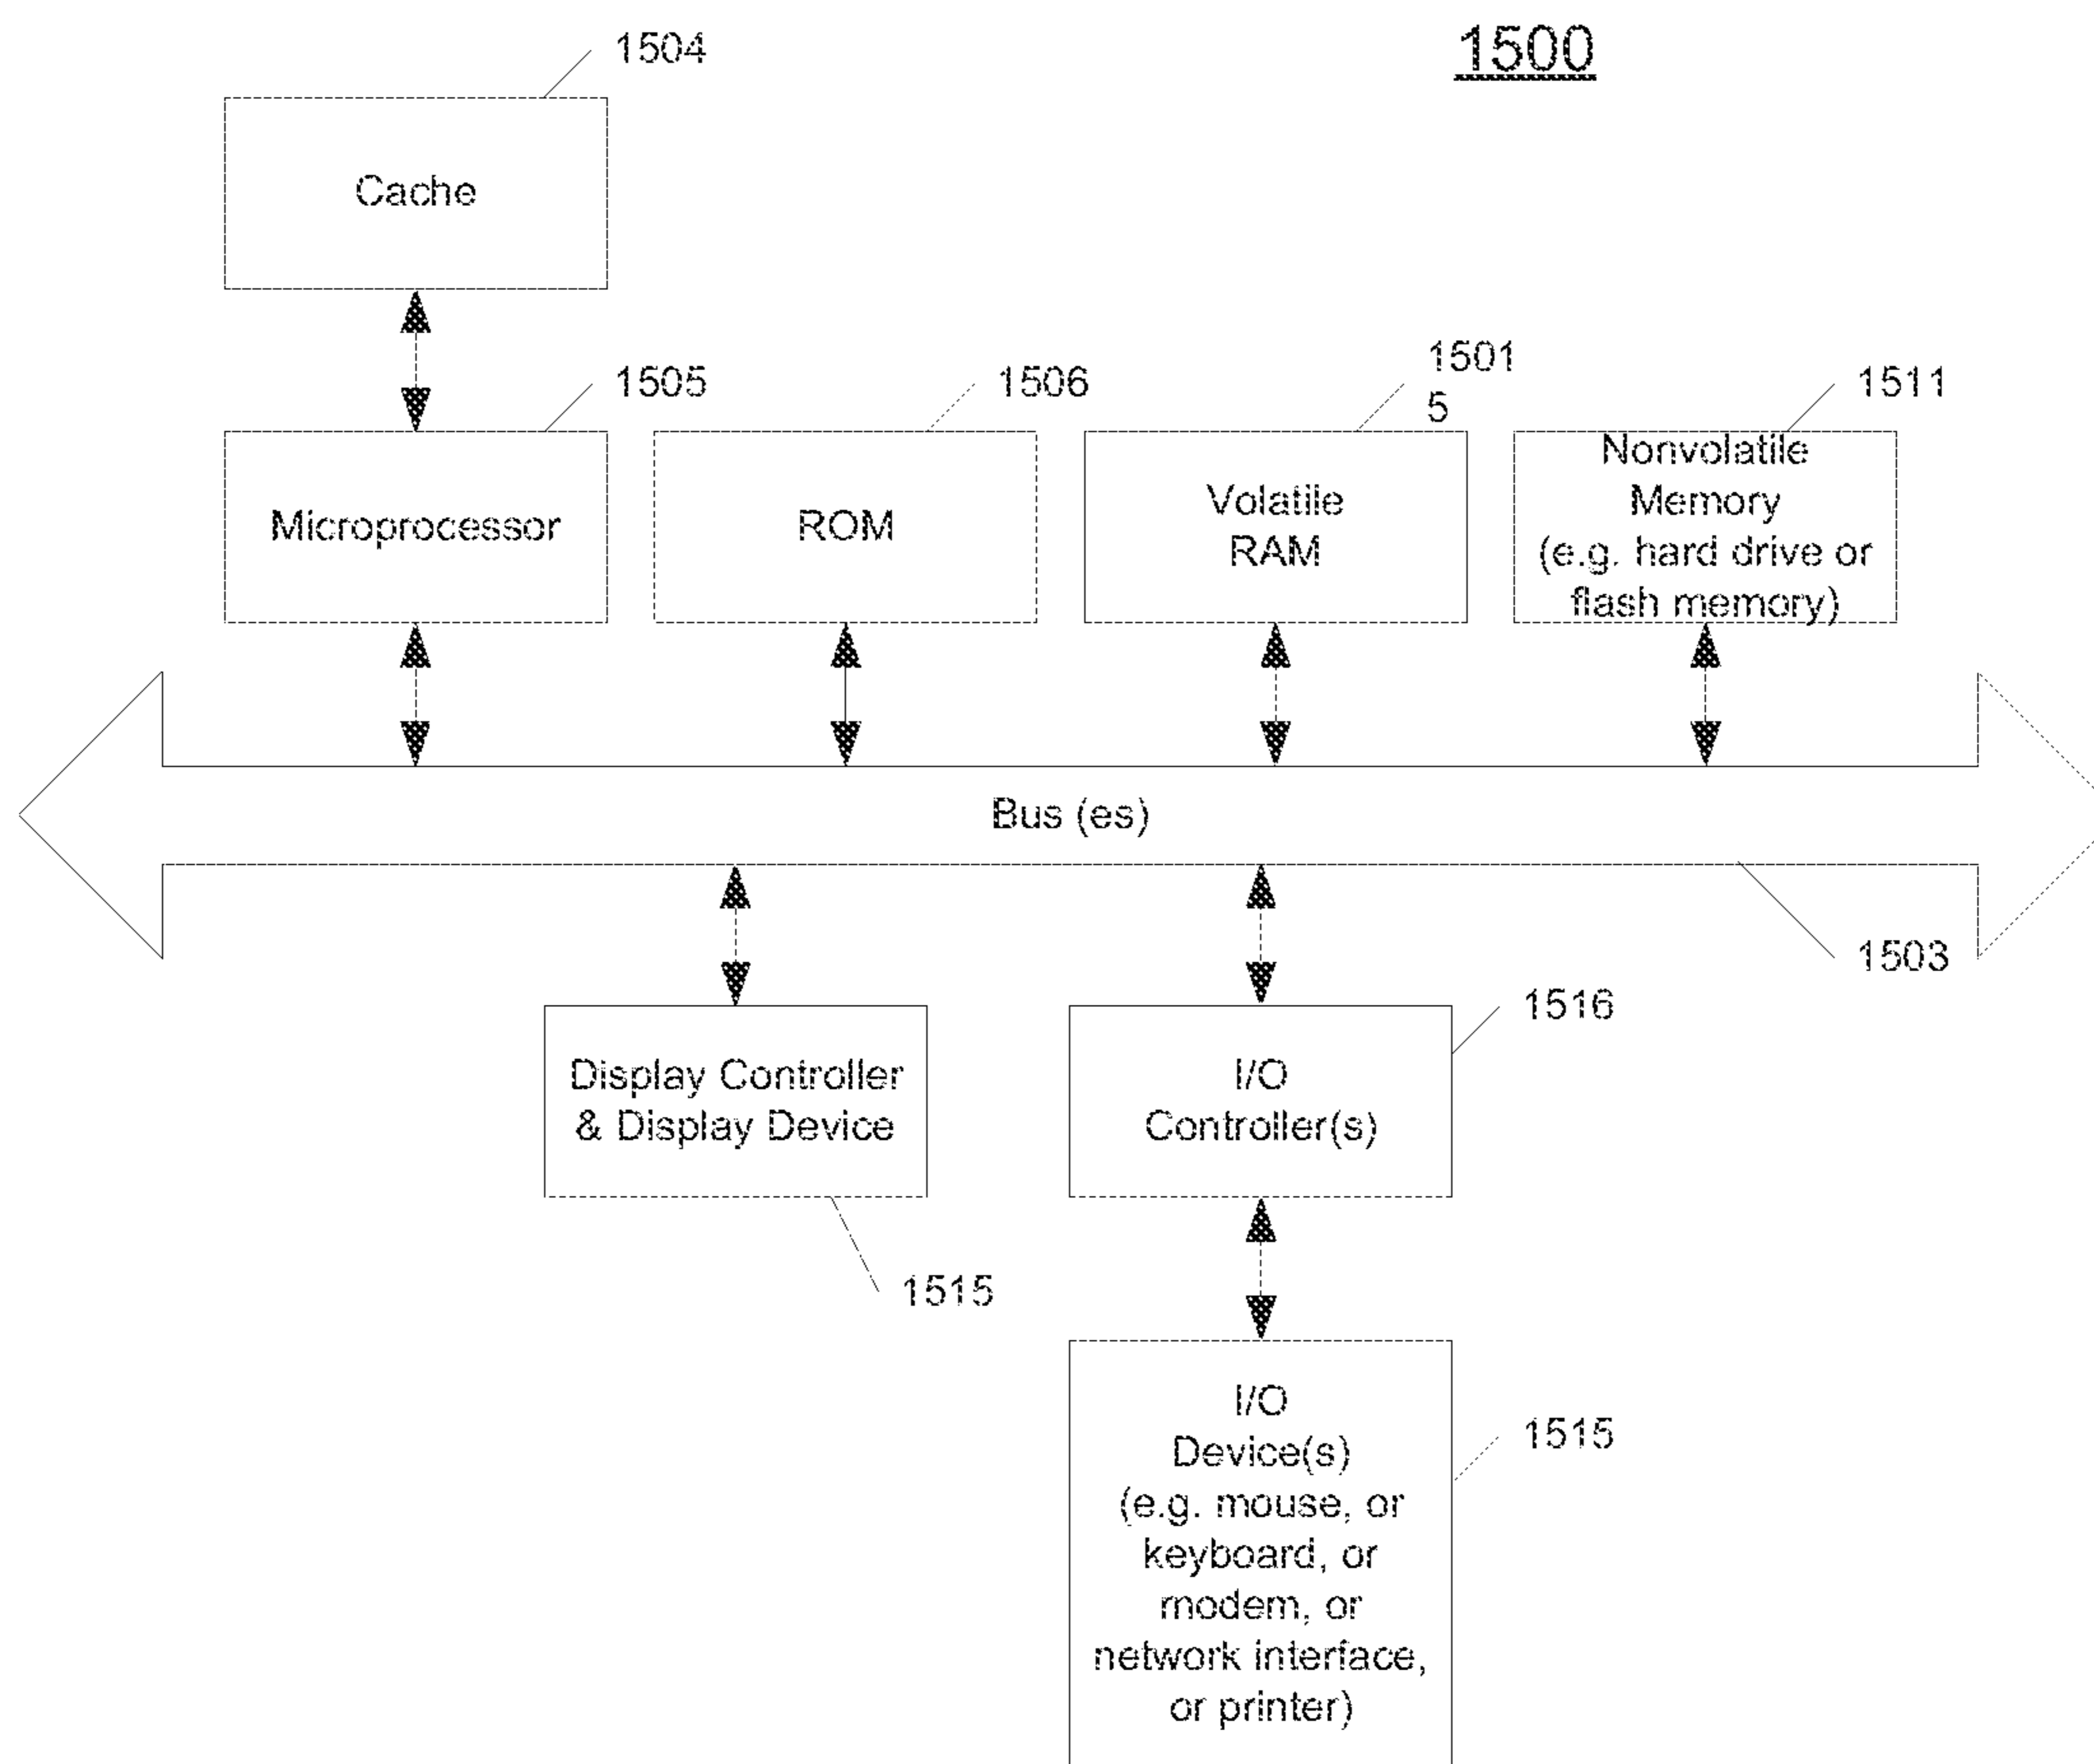 1500
1504
Cache
1505
1506
1501
5
1511
Microprocessor
ROM
Volatile
RAM
Nonvolatile
Memory
(e.g. hard drive or
flash memory)
Bus (es)
1503
Display Controller
& Display Device
1515
I/O
Controller(s)
1516
I/O
Device(s)
(e.g. mouse, or
keyboard, or
modem, or
network interface,
or printer)
1515